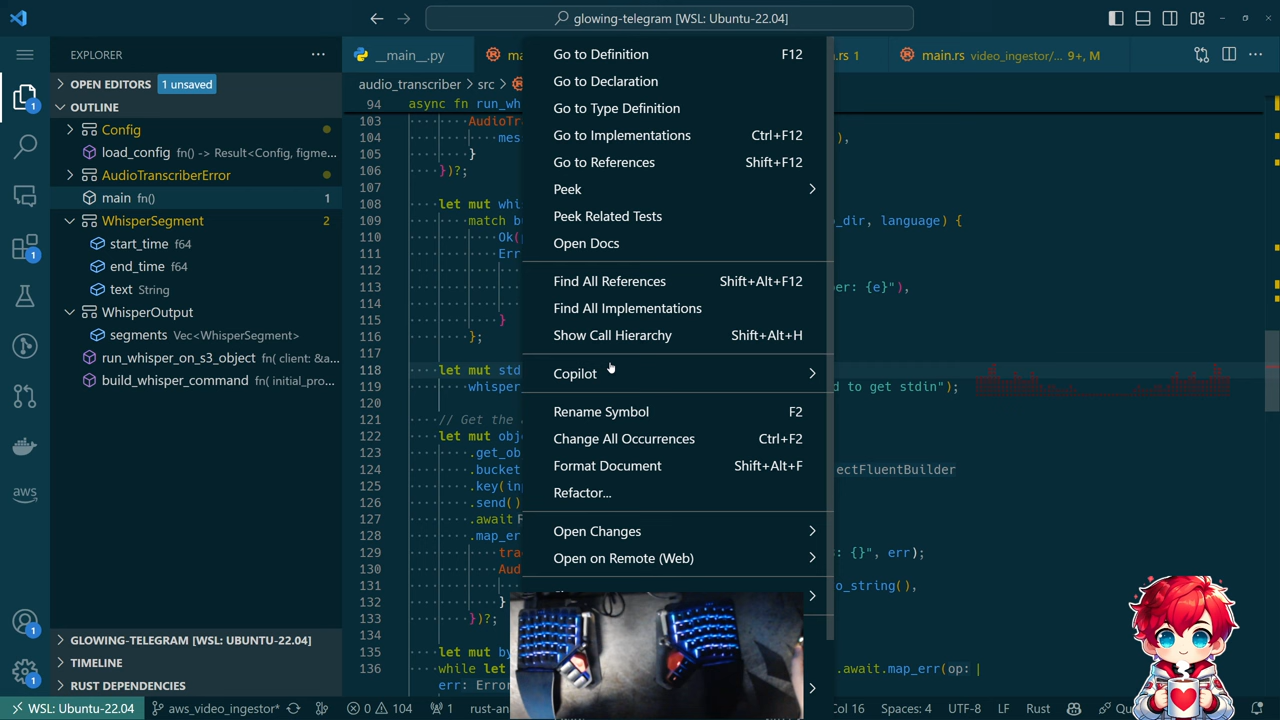 glowing-telegram [WSL: Ubuntu-22.04]
EXPLORER
OPEN EDITORS
1 unsaved
OUTLINE
Config
load_config fn() -> Result<Config, figme...
AudioTranscriberError
main fn()
1
WhisperSegment
2
start_time f64
end_time f64
text String
WhisperOutput
segments Vec<WhisperSegment>
run_whisper_on_s3_object fn( client: &a...
build_whisper_command fn( initial_pro...
GLOWING-TELEGRAM [WSL: UBUNTU-22.04]
TIMELINE
RUST DEPENDENCIES
__main__.py
.rs 1
main.rs video_ingestor/... 9+, M
audio_transcriber > src >
94 async fn run_wh
103 AudioTr
104 mes ),
105 }
106 })?;
107
108 let mut whi
109 match b o_dir, language) {
110 Ok(
111 Err
112
113 per: {e}"),
114
115 }
116 };
117
118 let mut std
119 whisper_ d to get stdin");
120
121 // Get the
122 let mut obj
123 .get_ob
124 .bucket ectFluentBuilder
125 .key(in
126 .send()
127 .await
128 .map_er
129 tra : {}", err);
130 Aud
131 o_string(),
132 }
133 })?;
134
135 let mut by
136 while let .await.map_err(op: |
err: Error
Go to Definition F12
Go to Declaration
Go to Type Definition
Go to Implementations Ctrl+F12
Go to References Shift+F12
Peek
Peek Related Tests
Open Docs
Find All References Shift+Alt+F12
Find All Implementations
Show Call Hierarchy Shift+Alt+H
Copilot
Rename Symbol F2
Change All Occurrences Ctrl+F2
Format Document Shift+Alt+F
Refactor...
Open Changes
Open on Remote (Web)
WSL: Ubuntu-22.04
aws_video_ingestor*
0 104
1
rust-an
Col 16
Spaces: 4
UTF-8
LF
Rust